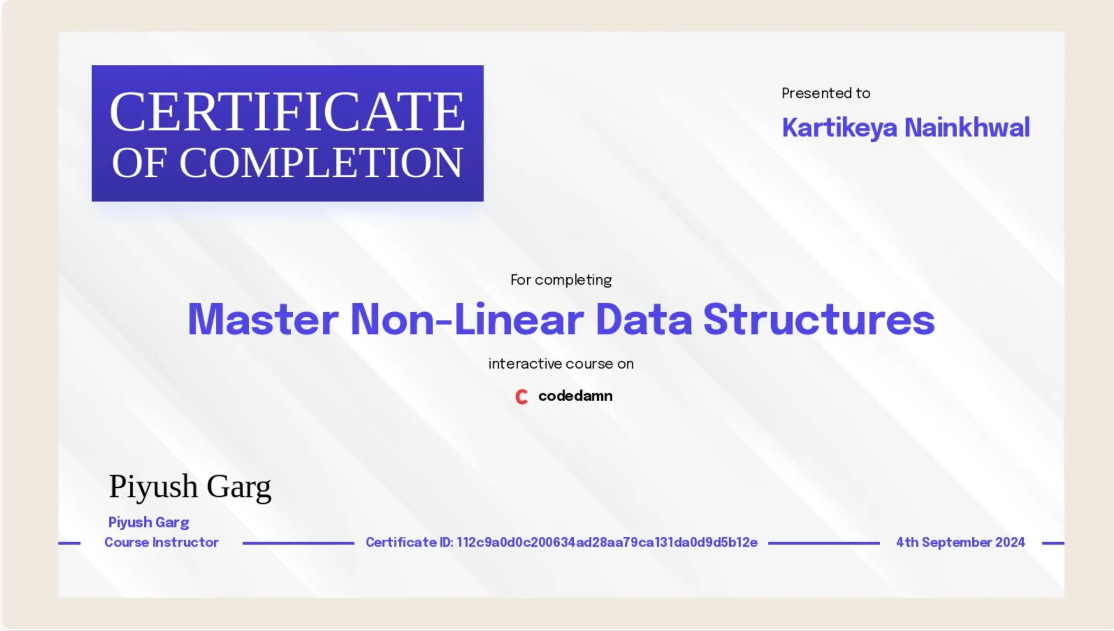 CERTIFICATE
OF COMPLETION
Presented to
Kartikeya Nainkhwal
For completing
Master Non-Linear Data Structures
interactive course on
codedamn
Piyush Garg
Piyush Garg
Course Instructor
Certificate ID: 112c9a0d0c200634ad28aa79ca131da0d9d5b12e
4th September 2024